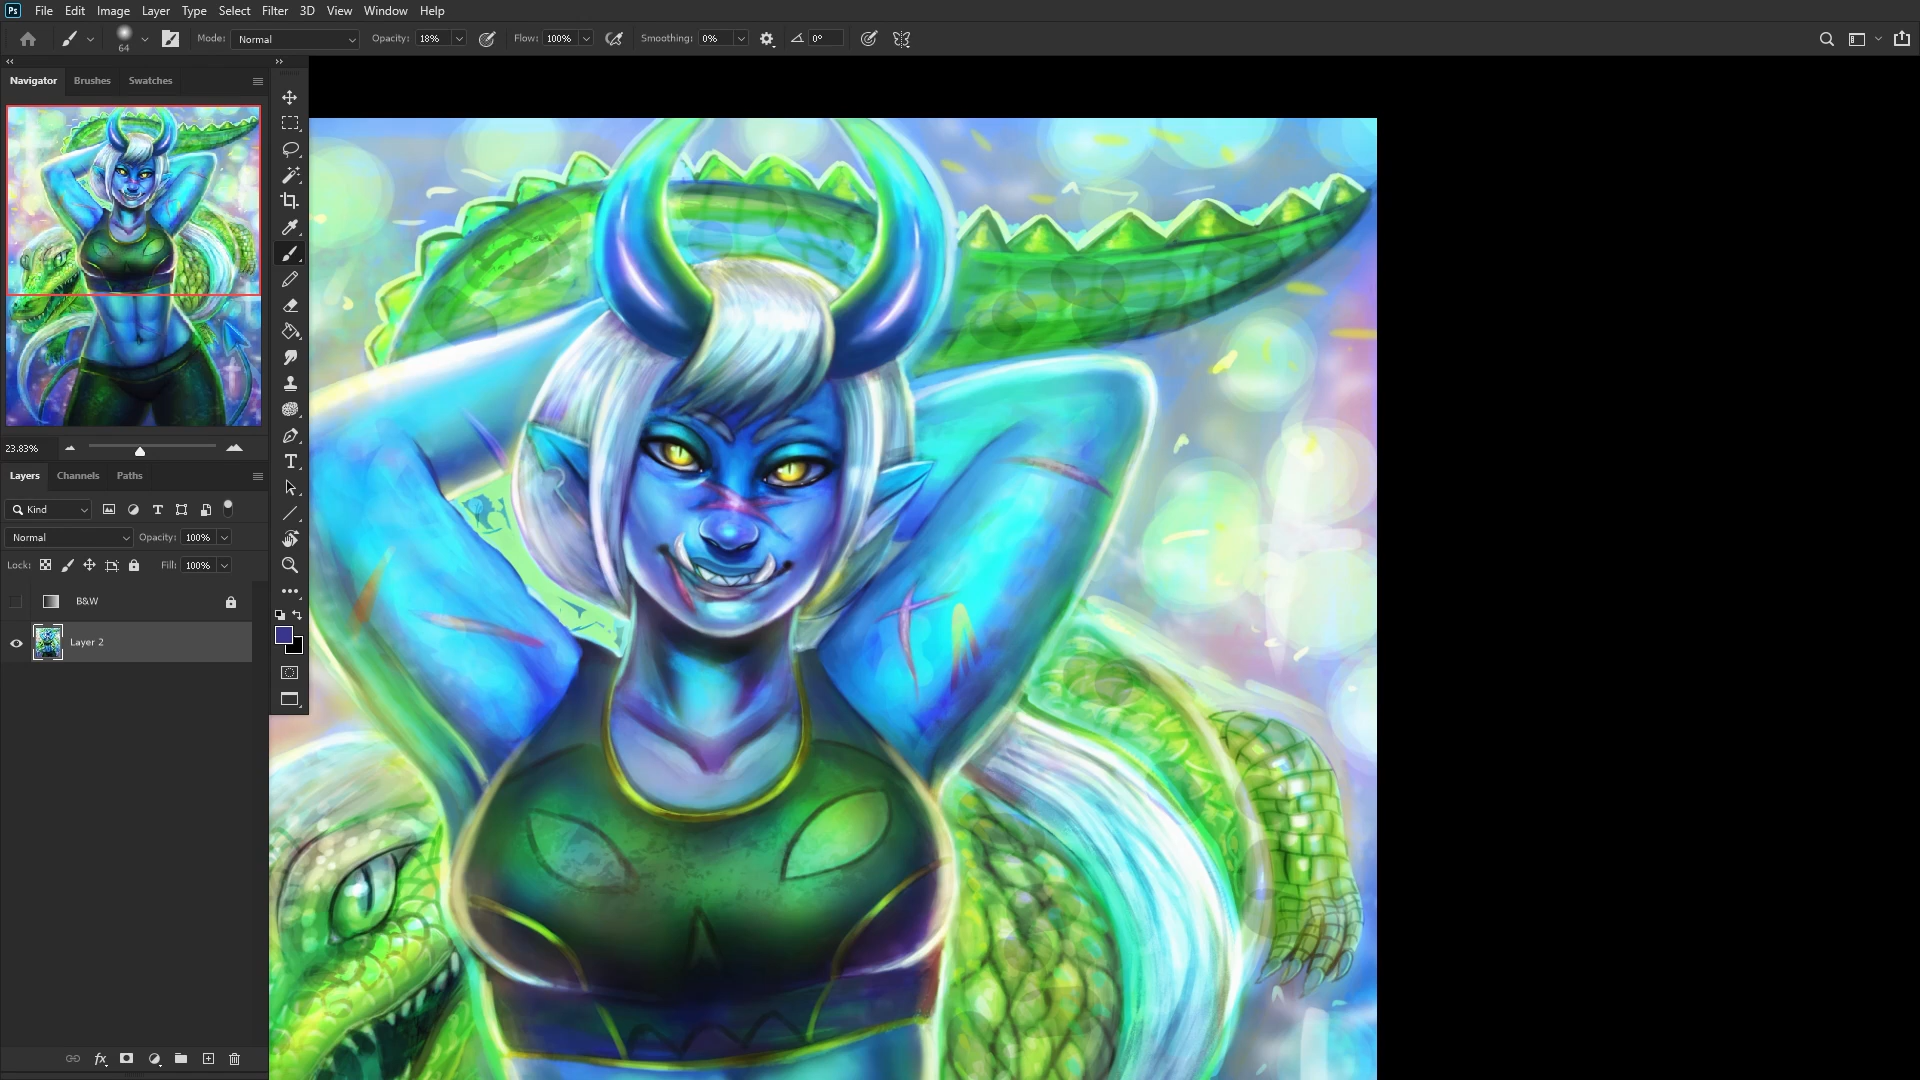 Ps File Edit Image Layer Type Select Filter 3D View Window Help
64 Mode: Normal Opacity: 18% Flow: 100% Smoothing: 0% 0°
Navigator Brushes Swatches
23.83%
Layers Channels Paths
Kind
Normal Opacity: 100%
Lock: Fill: 100%
B&W
Layer 2
fx